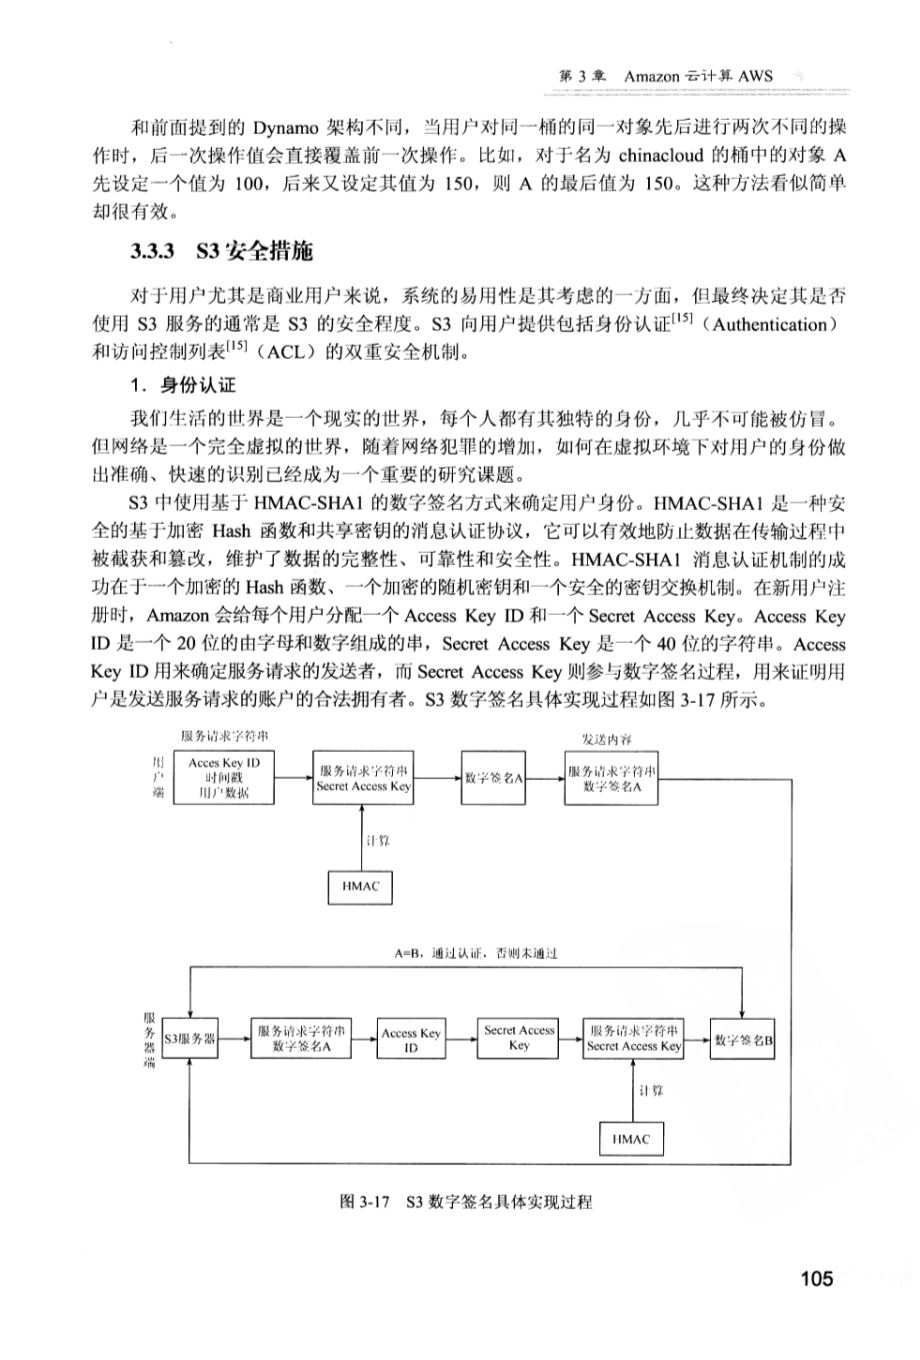 第 3 章 Amazon 云计算 AWS
和前面提到的 Dynamo 架构不同，当用户对同一桶的同一对象先后进行两次不同的操
作时，后一次操作值会直接覆盖前一次操作。比如，对于名为 chinacloud 的桶中的对象 A
先设定一个值为 100，后来又设定其值为 150，则 A 的最后值为 150。这种方法看似简单
却很有效。
3.3.3 S3 安全措施
对于用户尤其是商业用户来说，系统的易用性是其考虑的一方面，但最终决定其是否
使用 S3 服务的通常是 S3 的安全程度。S3 向用户提供包括身份认证[15]（Authentication）
和访问控制列表[15]（ACL）的双重安全机制。
1．身份认证
我们生活的世界是一个现实的世界，每个人都有其独特的身份，几乎不可能被仿冒。
但网络是一个完全虚拟的世界，随着网络犯罪的增加，如何在虚拟环境下对用户的身份做
出准确、快速的识别已经成为一个重要的研究课题。
S3 中使用基于 HMAC-SHA1 的数字签名方式来确定用户身份。HMAC-SHA1 是一种安
全的基于加密 Hash 函数和共享密钥的消息认证协议，它可以有效地防止数据在传输过程中
被截获和篡改，维护了数据的完整性、可靠性和安全性。HMAC-SHA1 消息认证机制的成
功在于一个加密的 Hash 函数、一个加密的随机密钥和一个安全的密钥交换机制。在新用户注
册时，Amazon 会给每个用户分配一个 Access Key ID 和一个 Secret Access Key。Access Key
ID 是一个 20 位的由字母和数字组成的串，Secret Access Key 是一个 40 位的字符串。Access
Key ID 用来确定服务请求的发送者，而 Secret Access Key 则参与数字签名过程，用来证明用
户是发送服务请求的账户的合法拥有者。S3 数字签名具体实现过程如图 3-17 所示。
服务请求字符串
发送内容
用户端
Acces Key ID
时间戳
用户数据
服务请求字符串
Secret Access Key
数字签名A
服务请求字符串
数字签名A
计算
HMAC
A=B，通过认证，否则未通过
服务器端
S3服务器
服务请求字符串
数字签名A
Access Key
ID
Secret Access
Key
服务请求字符串
Secret Access Key
数字签名B
计算
HMAC
图 3-17 S3 数字签名具体实现过程
105